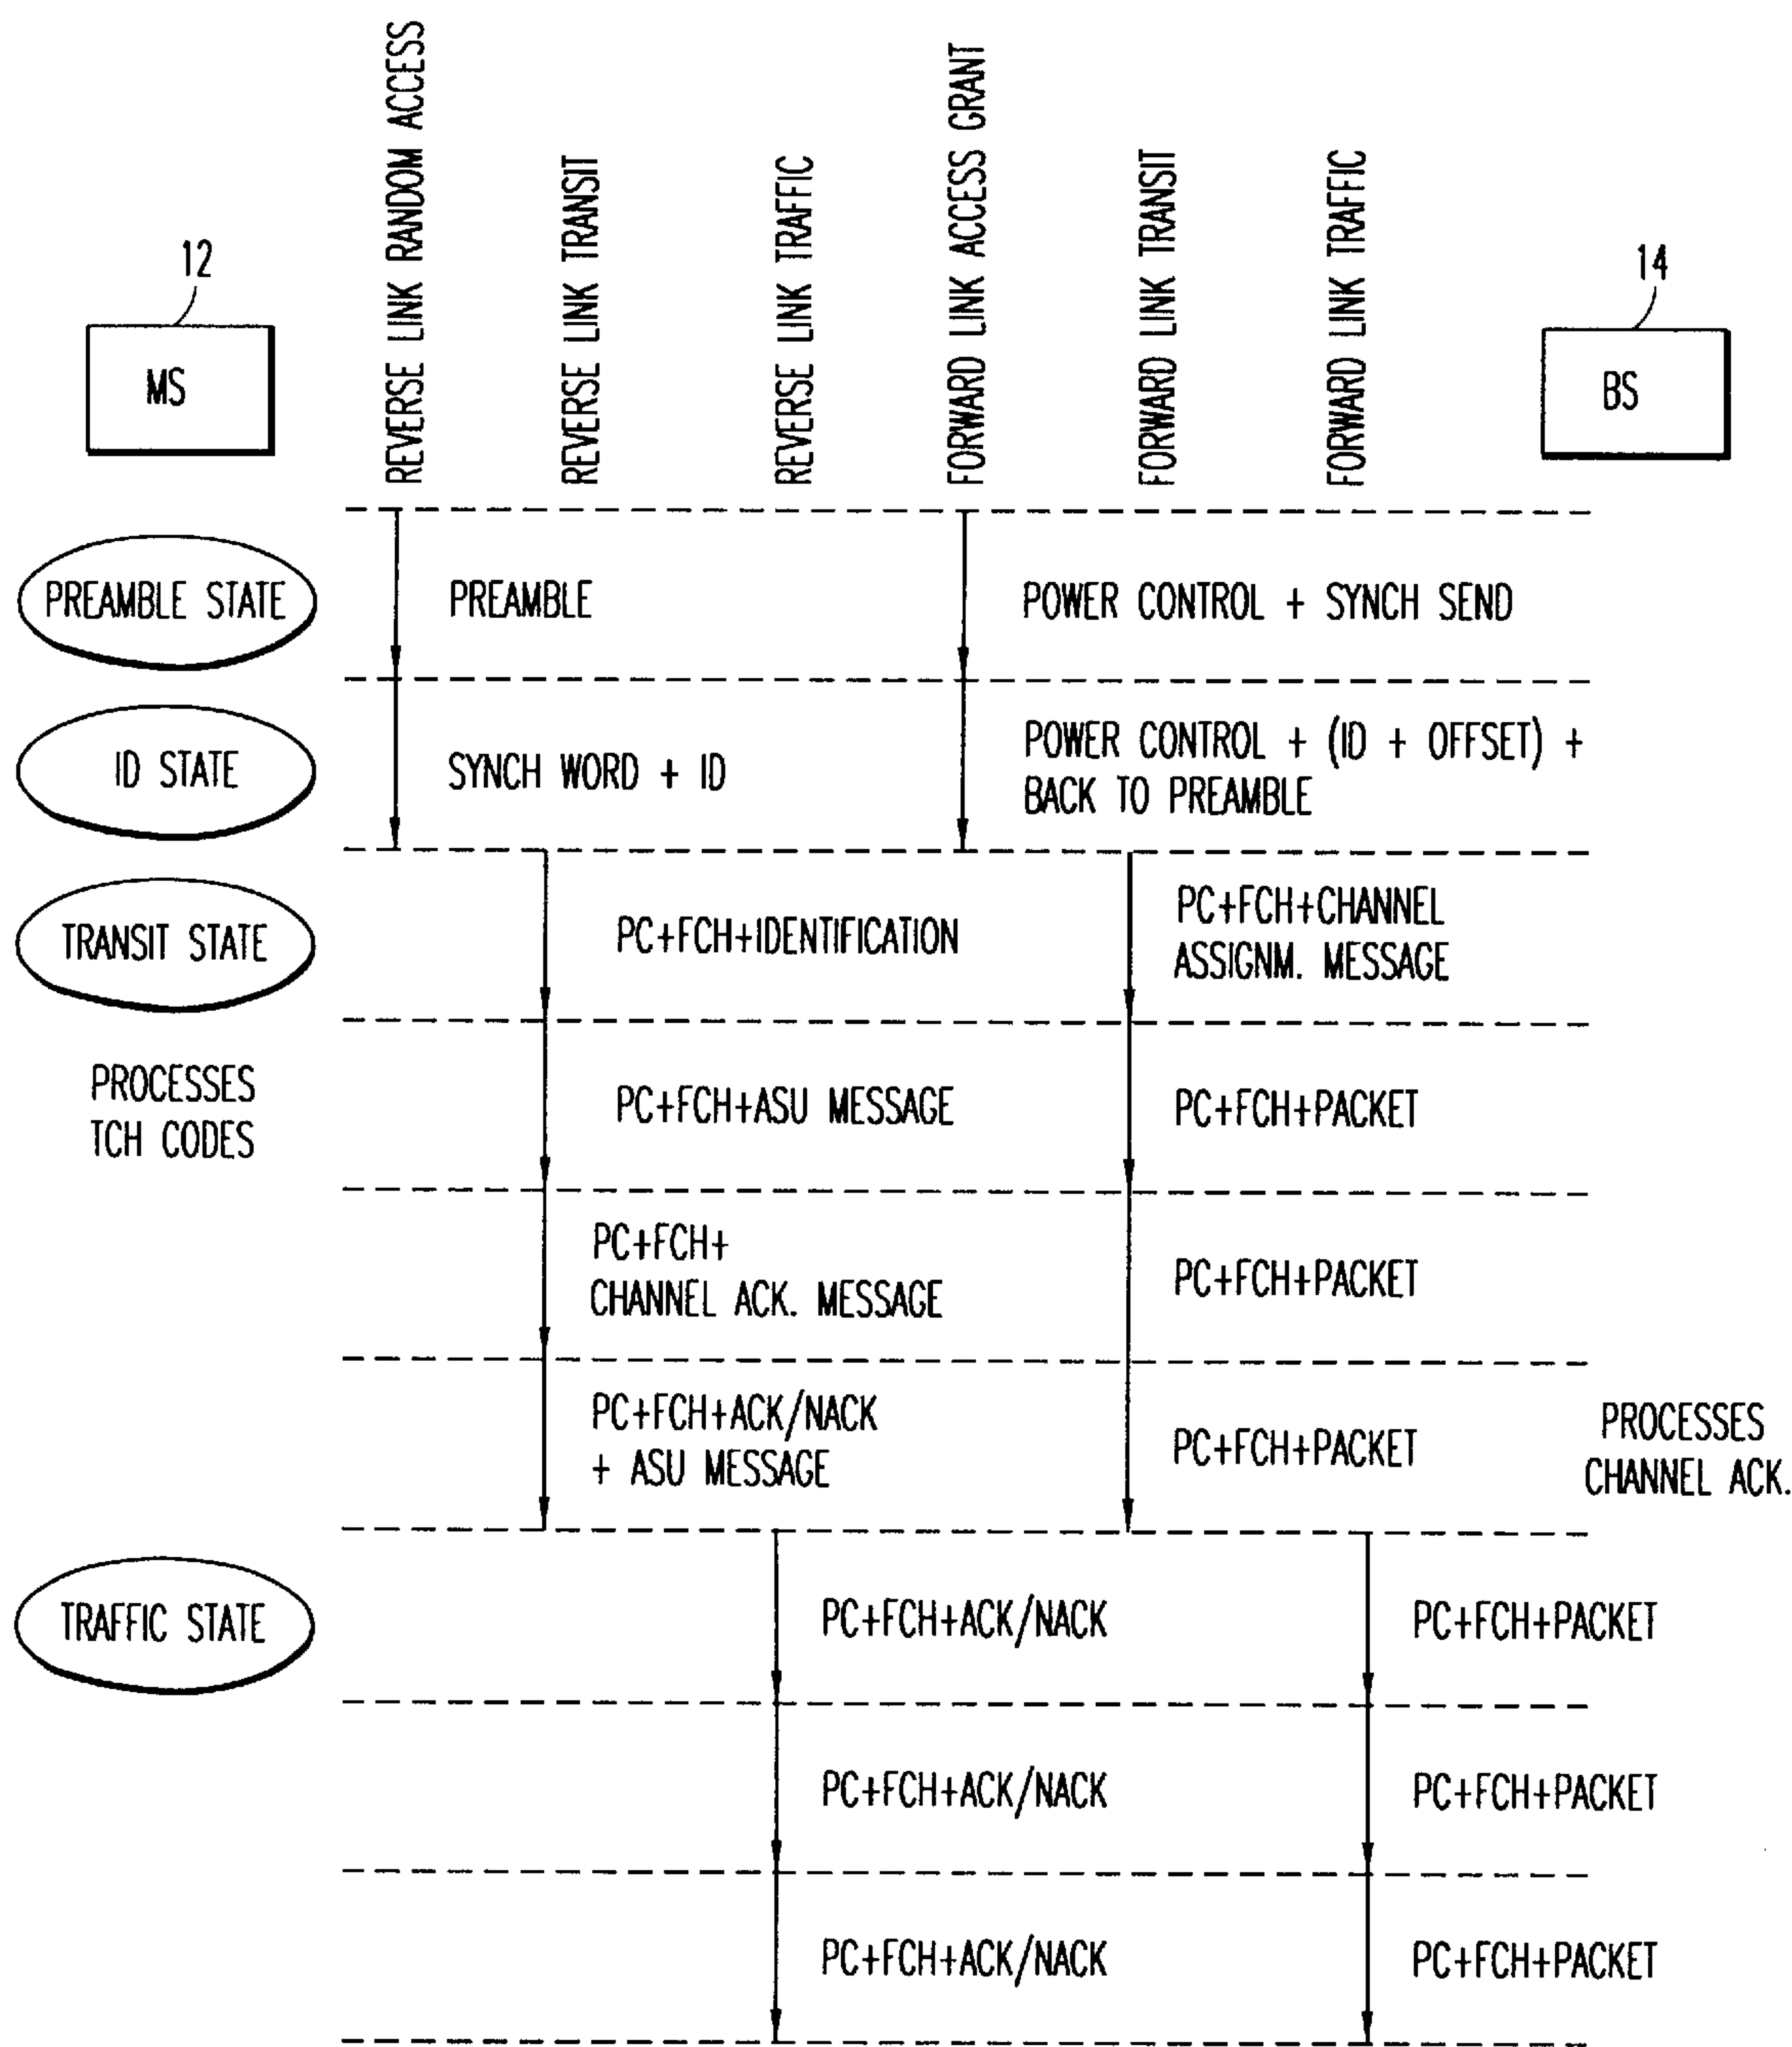 REVERSE LINK RANDOM ACCESS
REVERSE LINK TRANSIT
REVERSE LINK TRAFFIC
FORWARD LINK ACCESS GRANT
FORWARD LINK TRANSIT
FORWARD LINK TRAFFIC
12
14
MS
BS
PREAMBLE STATE
PREAMBLE
POWER CONTROL + SYNCH SEND
ID STATE
SYNCH WORD + ID
POWER CONTROL + (ID + OFFSET) +
BACK TO PREAMBLE
TRANSIT STATE
PC+FCH+IDENTIFICATION
PC+FCH+CHANNEL
ASSIGNM. MESSAGE
PROCESSES
TCH CODES
PC+FCH+ASU MESSAGE
PC+FCH+PACKET
PC+FCH+
CHANNEL ACK. MESSAGE
PC+FCH+PACKET
PC+FCH+ACK/NACK
+ ASU MESSAGE
PC+FCH+PACKET
PROCESSES
CHANNEL ACK.
TRAFFIC STATE
PC+FCH+ACK/NACK
PC+FCH+PACKET
PC+FCH+ACK/NACK
PC+FCH+PACKET
PC+FCH+ACK/NACK
PC+FCH+PACKET